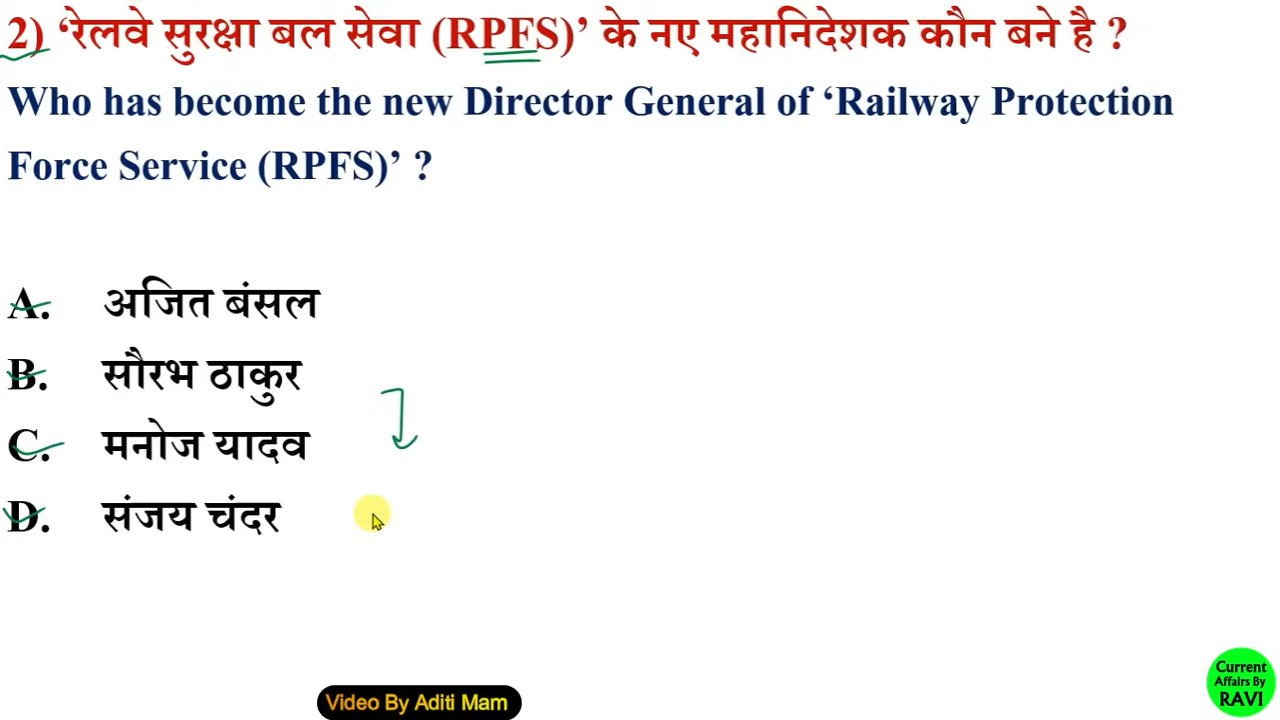 2) ‘रेलवे सुरक्षा बल सेवा (RPFS)’ के नए महानिदेशक कौन बने है ?
Who has become the new Director General of ‘Railway Protection
Force Service (RPFS)’ ?
A. अजित बंसल
B. सौरभ ठाकुर
C. मनोज यादव
D. संजय चंदर
Video By Aditi Mam
Current
Affairs By
RAVI